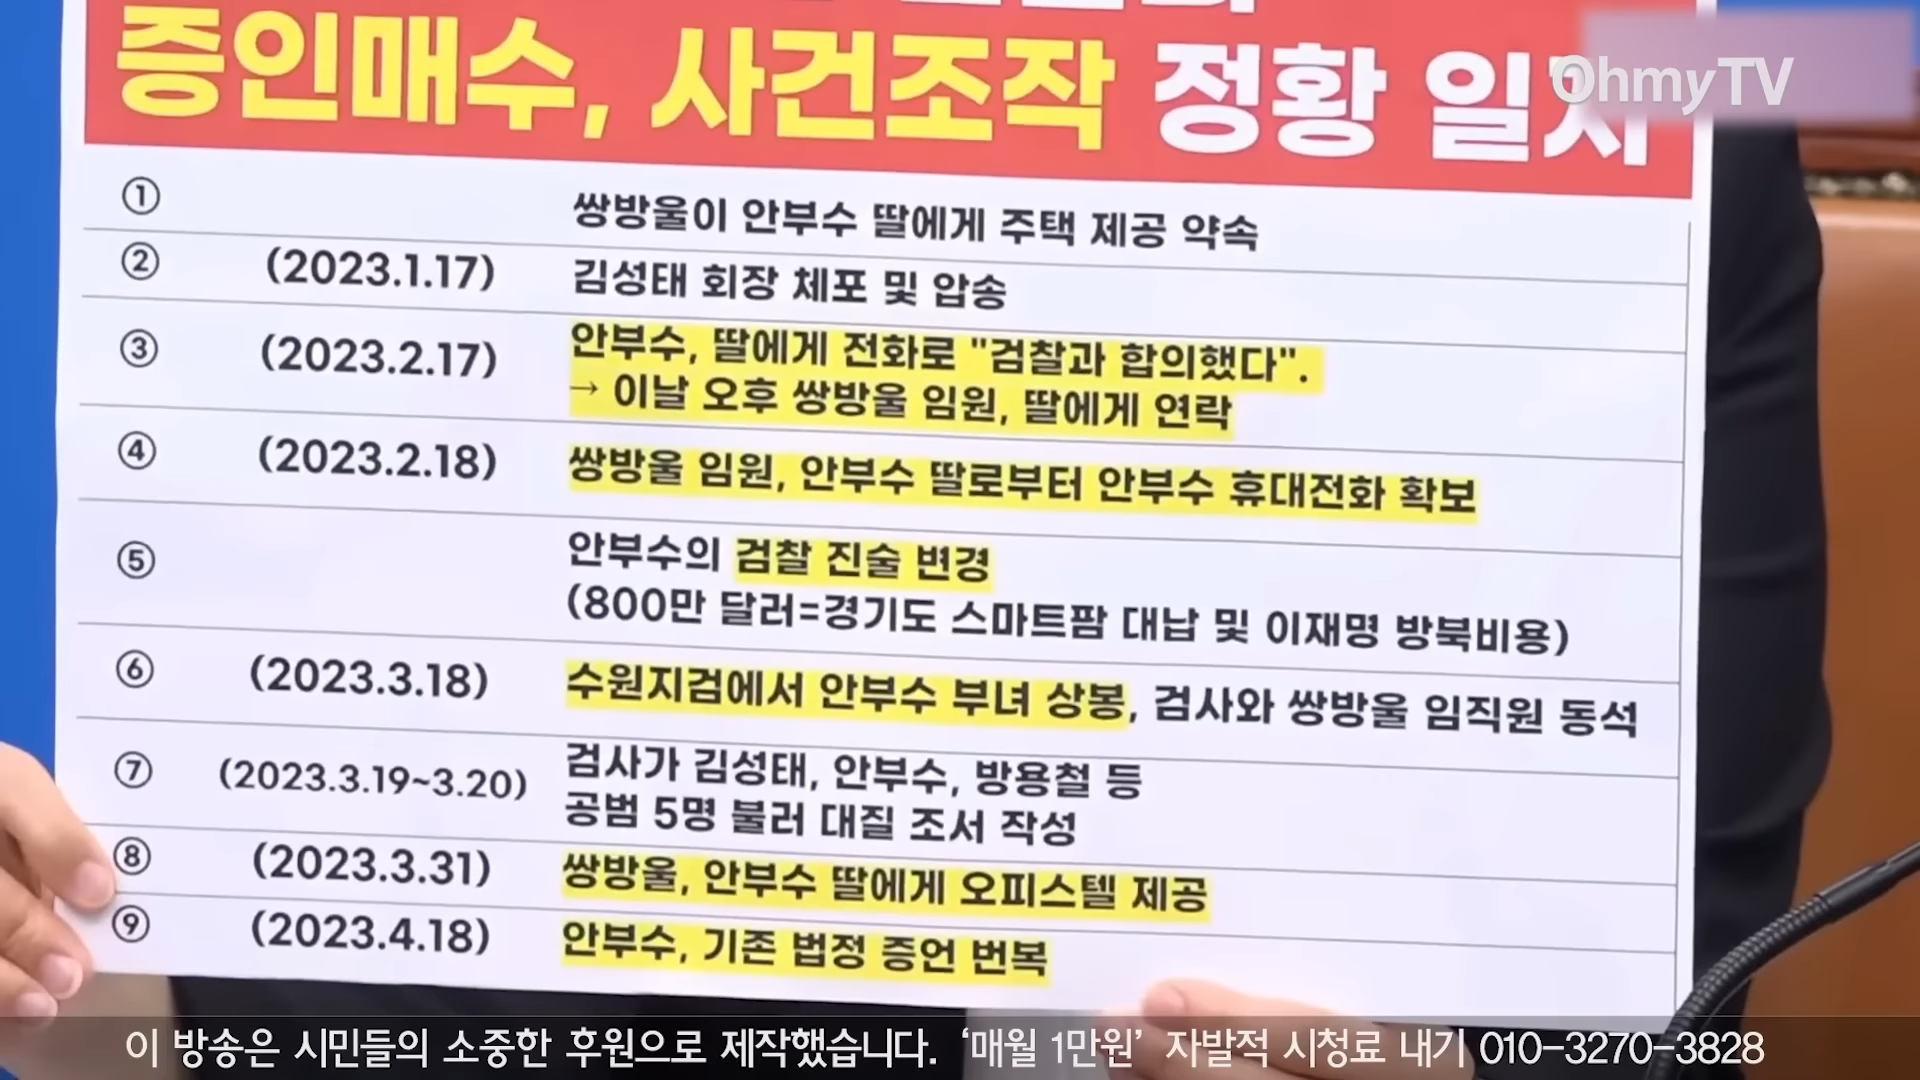 증인매수, 사건조작 정황 일지
OhmyTV
① 쌍방울이 안부수 딸에게 주택 제공 약속
② (2023.1.17) 김성태 회장 체포 및 압송
③ (2023.2.17) 안부수, 딸에게 전화로 "검찰과 합의했다".
→ 이날 오후 쌍방울 임원, 딸에게 연락
④ (2023.2.18) 쌍방울 임원, 안부수 딸로부터 안부수 휴대전화 확보
⑤ 안부수의 검찰 진술 변경
(800만 달러=경기도 스마트팜 대납 및 이재명 방북비용)
⑥ (2023.3.18) 수원지검에서 안부수 부녀 상봉, 검사와 쌍방울 임직원 동석
⑦ (2023.3.19~3.20) 검사가 김성태, 안부수, 방용철 등
공범 5명 불러 대질 조서 작성
⑧ (2023.3.31) 쌍방울, 안부수 딸에게 오피스텔 제공
⑨ (2023.4.18) 안부수, 기존 법정 증언 번복
이 방송은 시민들의 소중한 후원으로 제작했습니다. '매월 1만원' 자발적 시청료 내기 010-3270-3828